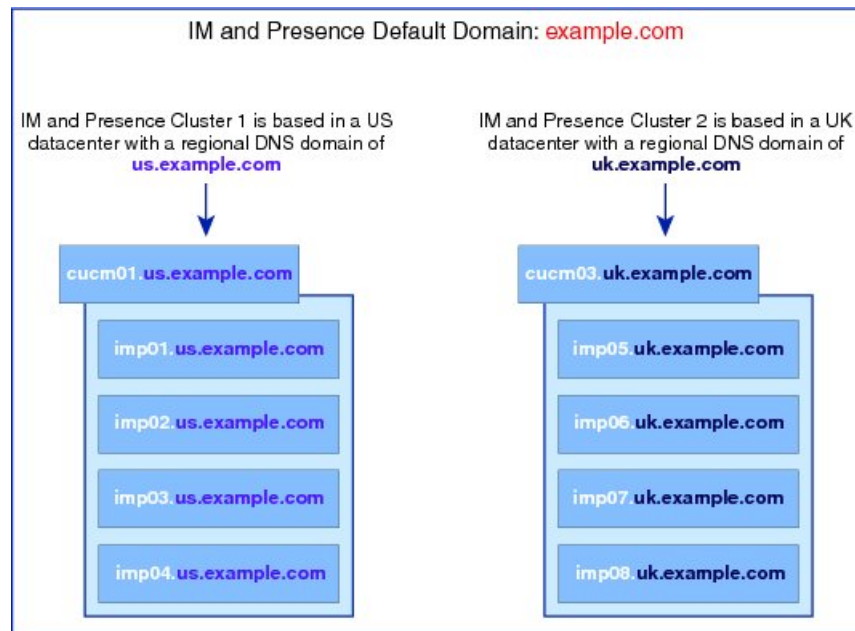 IM and Presence Default Domain: example.com
IM and Presence Cluster 1 is based in a US
datacenter with a regional DNS domain of
us.example.com
cucm01.us.example.com
imp01.us.example.com
imp02.us.example.com
imp03.us.example.com
imp04.us.example.com
IM and Presence Cluster 2 is based in a UK
datacenter with a regional DNS domain of
uk.example.com
cucm03.uk.example.com
imp05.uk.example.com
imp06.uk.example.com
imp07.uk.example.com
imp08.uk.example.com